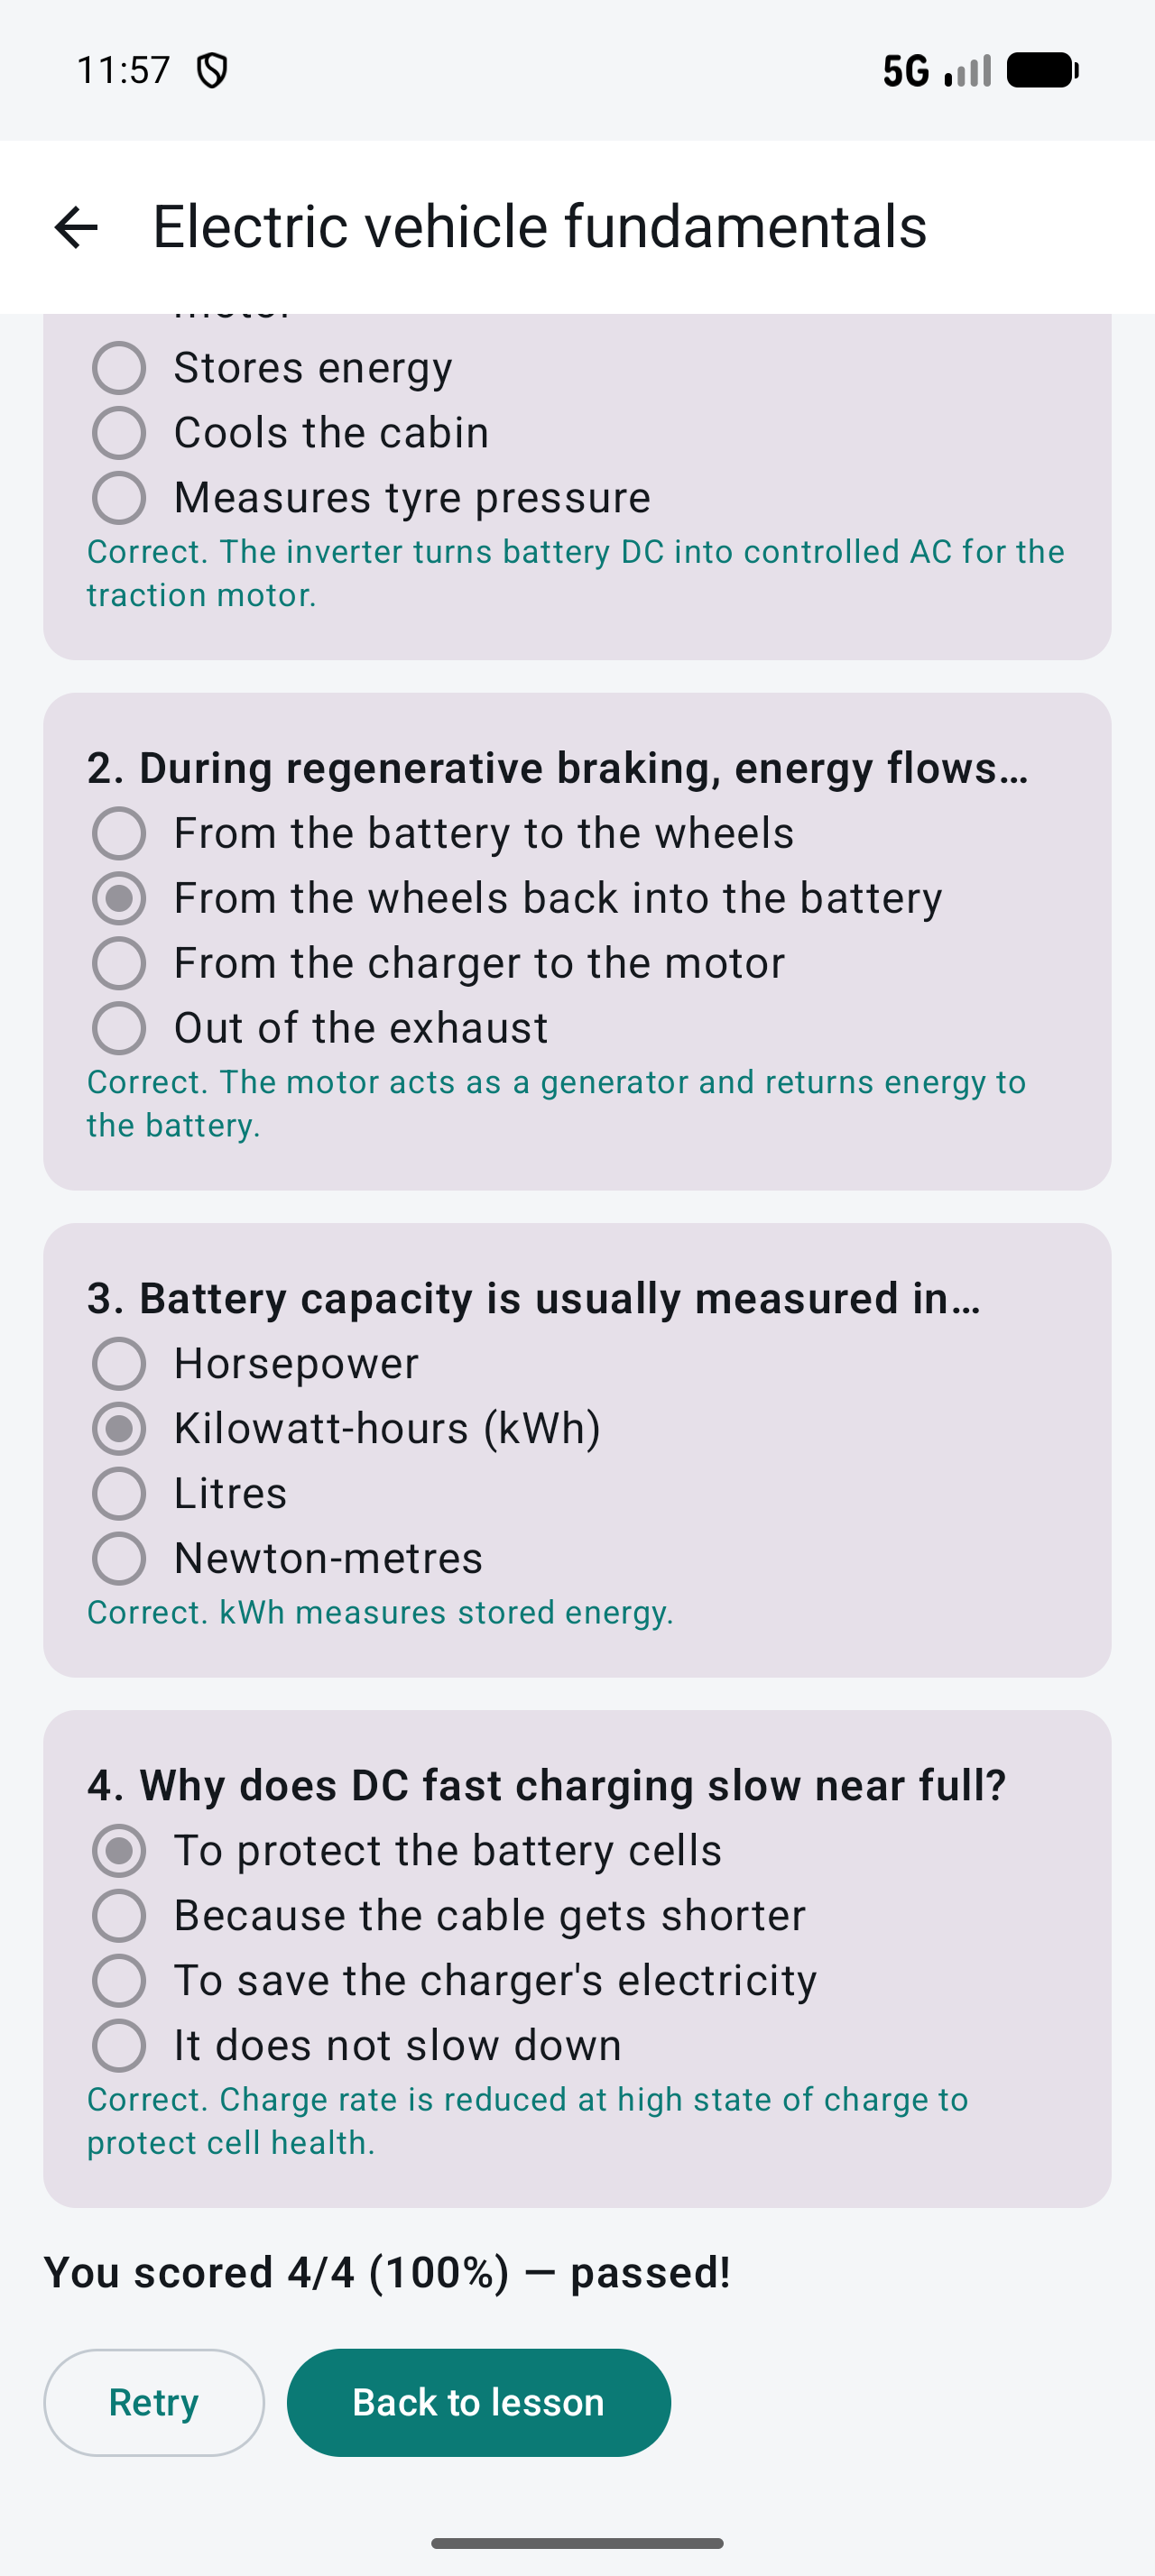 11:57
5G
Electric vehicle fundamentals
Stores energy
Cools the cabin
Measures tyre pressure
Correct. The inverter turns battery DC into controlled AC for the
traction motor.
2. During regenerative braking, energy flows…
From the battery to the wheels
From the wheels back into the battery
From the charger to the motor
Out of the exhaust
Correct. The motor acts as a generator and returns energy to
the battery.
3. Battery capacity is usually measured in…
Horsepower
Kilowatt-hours (kWh)
Litres
Newton-metres
Correct. kWh measures stored energy.
4. Why does DC fast charging slow near full?
To protect the battery cells
Because the cable gets shorter
To save the charger's electricity
It does not slow down
Correct. Charge rate is reduced at high state of charge to
protect cell health.
You scored 4/4 (100%) — passed!
Retry
Back to lesson